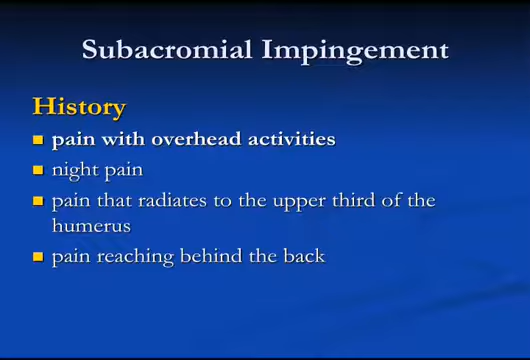 Subacromial Impingement
History
pain with overhead activities
night pain
pain that radiates to the upper third of the
humerus
pain reaching behind the back